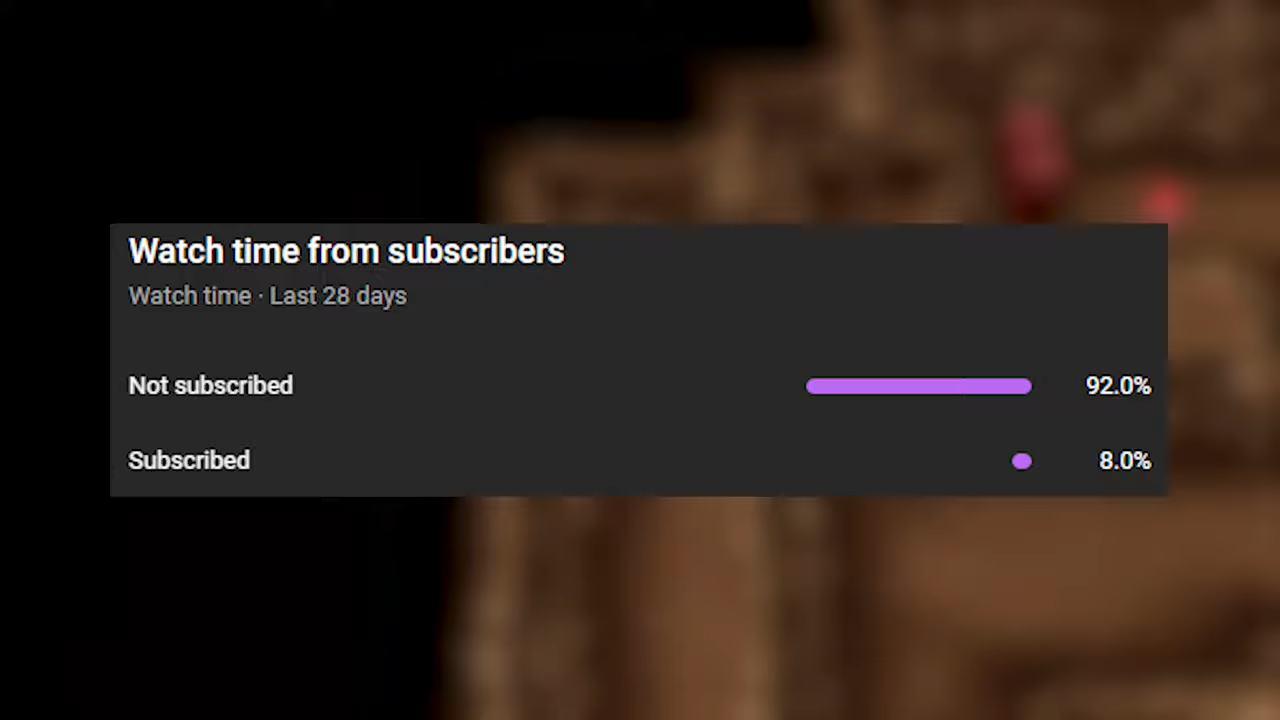 Watch time from subscribers
Watch time · Last 28 days
Not subscribed 92.0%
Subscribed 8.0%